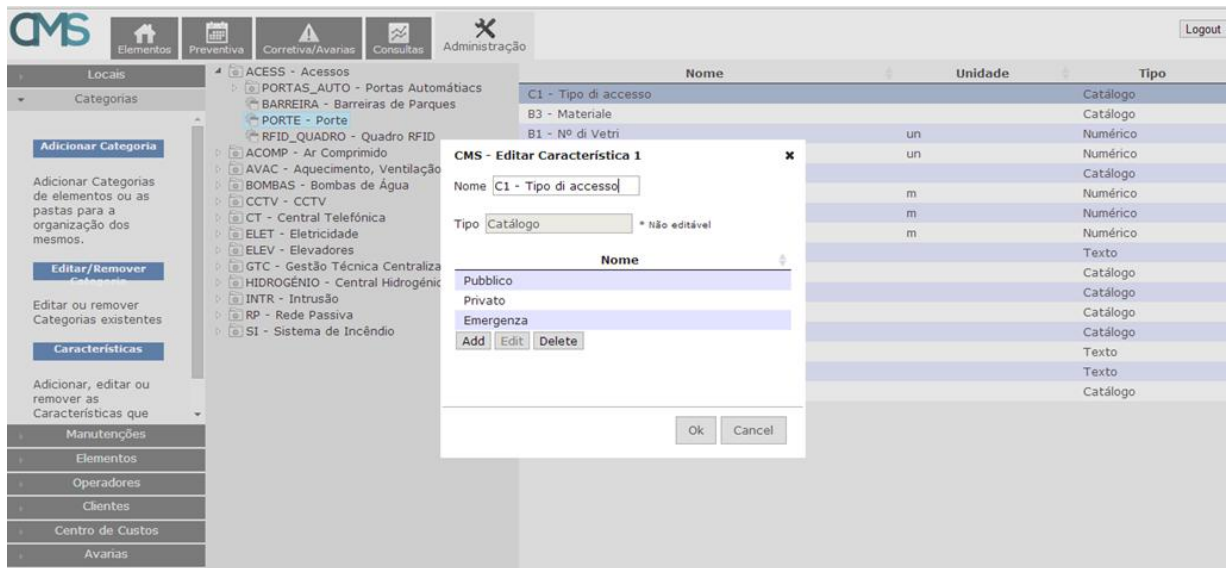 CMS
Elementos
Preventiva
Corretiva/Avarias
Consultas
Administração
Logout
Locais
Categorias
Adicionar Categoria
Adicionar Categorias
de elementos ou as
pastas para a
organização dos
mesmos.
Editar/Remover
Categoria
Editar ou remover
Categorias existentes
Características
Adicionar, editar ou
remover as
Características que
Manutenções
Elementos
Operadores
Clientes
Centro de Custos
Avarias
ACESS - Acessos
PORTAS_AUTO - Portas Automátiacs
BARREIRA - Barreiras de Parques
PORTE - Porte
RFID_QUADRO - Quadro RFID
ACOMP - Ar Comprimido
AVAC - Aquecimento, Ventilação
BOMBAS - Bombas de Água
CCTV - CCTV
CT - Central Telefónica
ELET - Eletricidade
ELEV - Elevadores
GTC - Gestão Técnica Centraliza
HIDROGÉNIO - Central Hidrogénic
INTR - Intrusão
RP - Rede Passiva
SI - Sistema de Incêndio
Nome Unidade Tipo
C1 - Tipo di accesso Catálogo
B3 - Materiale Catálogo
B1 - Nº di Vetri un Numérico
un Numérico
Catálogo
m Numérico
m Numérico
m Numérico
Texto
Catálogo
Catálogo
Catálogo
Catálogo
Texto
Texto
Catálogo
CMS - Editar Característica 1
Nome C1 - Tipo di accesso
Tipo Catálogo * Não editável
Nome
Pubblico
Privato
Emergenza
Add Edit Delete
Ok Cancel